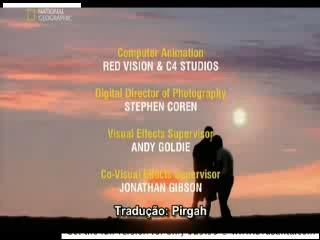 NATIONAL
GEOGRAPHIC
Computer Animation
RED VISION & C4 STUDIOS
Digital Director of Photography
STEPHEN COREN
Visual Effects Supervisor
ANDY GOLDIE
Co-Visual Effects Supervisor
JONATHAN GIBSON
Tradução: Pirgah